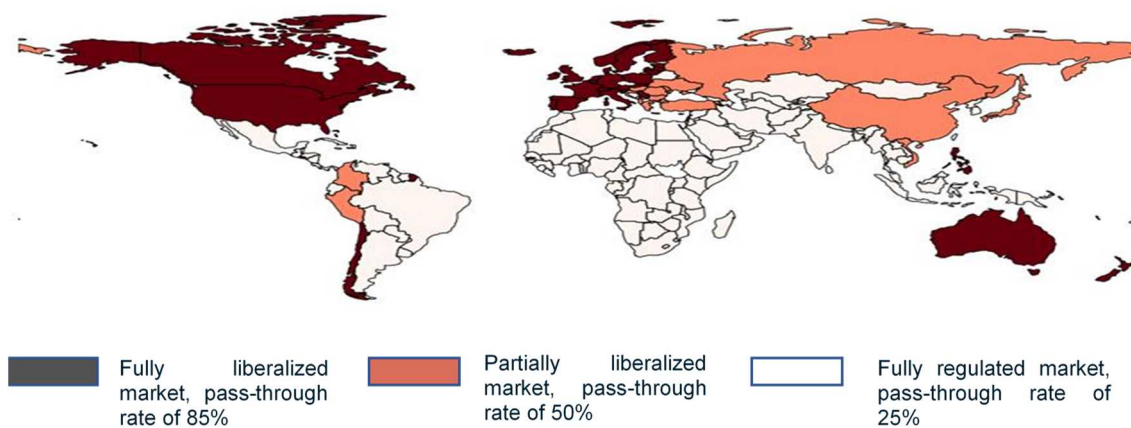 Fully liberalized
market, pass-through
rate of 85%
Partially liberalized
market, pass-through
rate of 50%
Fully regulated market,
pass-through rate of
25%